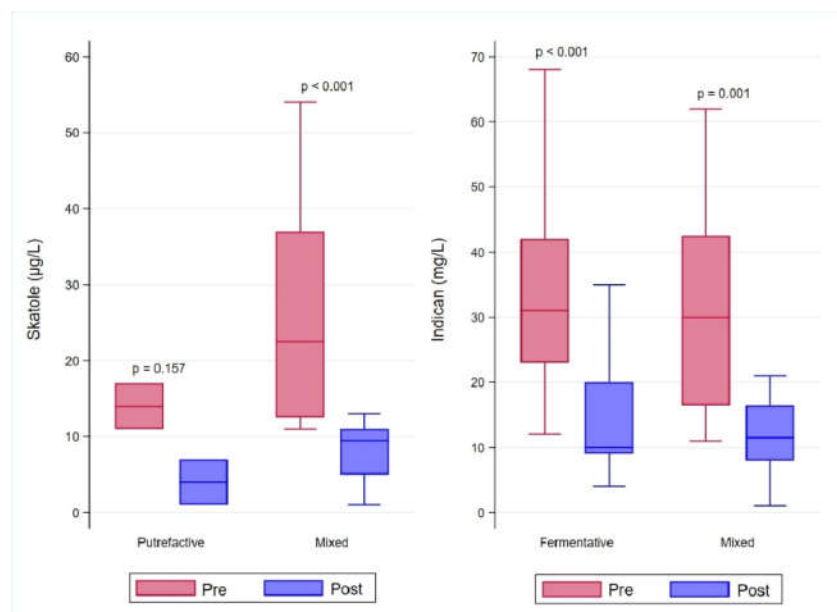 60
50
40
30
20
10
0
Skatole (µg/L)
p < 0.001
p = 0.157
Putrefactive Mixed
Pre Post
70
60
50
40
30
20
10
0
Indican (mg/L)
p < 0.001
p = 0.001
Fermentative Mixed
Pre Post